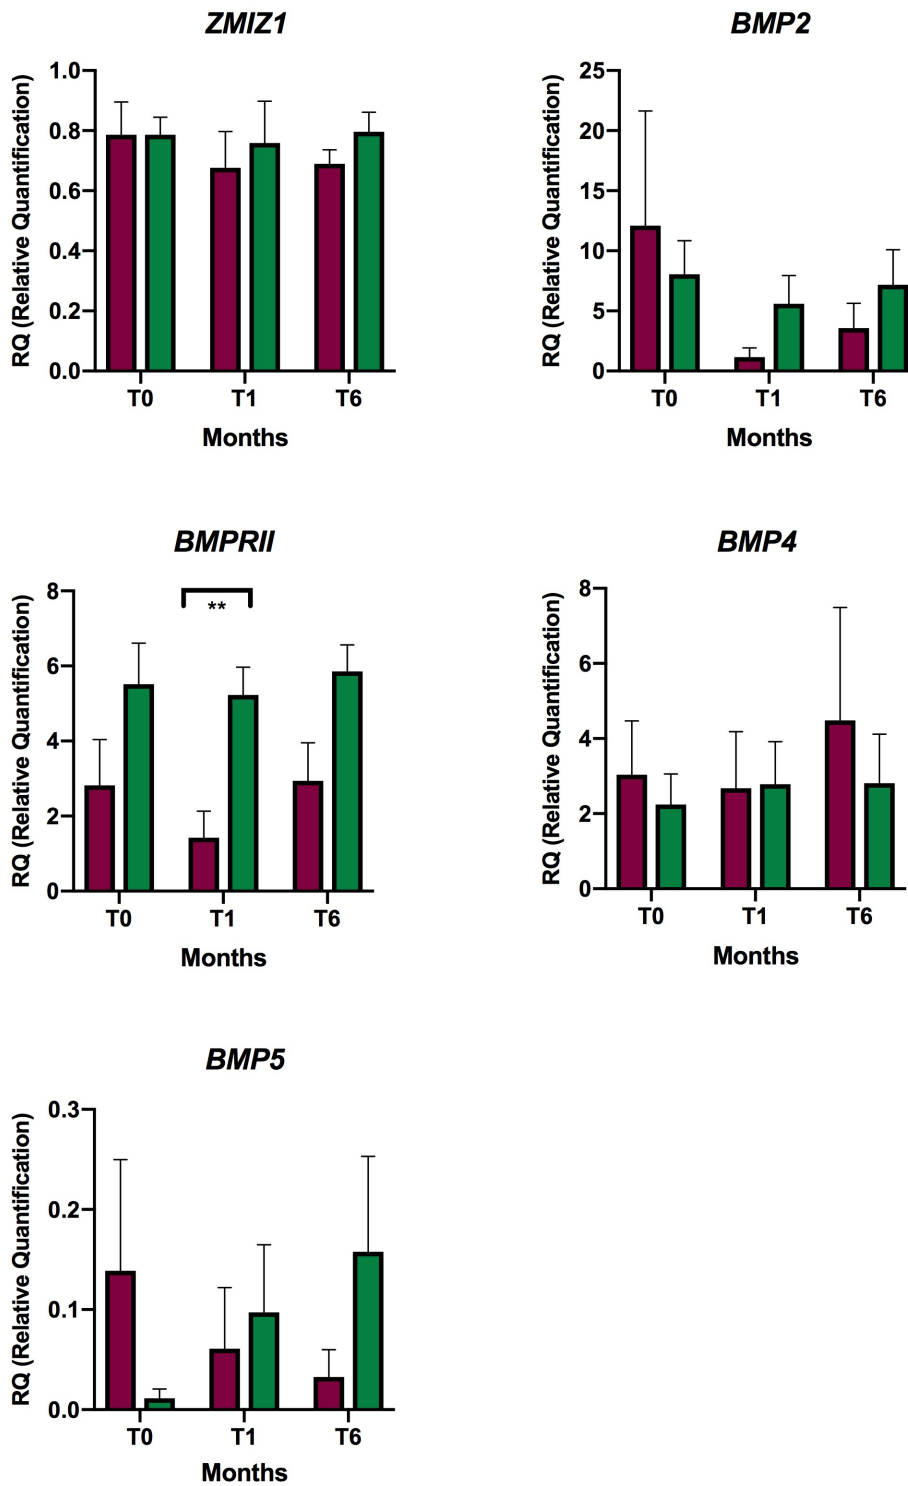 ZMIZ1
RQ (Relative Quantification)
1.0
0.8
0.6
0.4
0.2
0.0
T0 T1 T6
Months
BMP2
RQ (Relative Quantification)
25
20
15
10
5
0
T0 T1 T6
Months
BMPRII
RQ (Relative Quantification)
8
6
4
2
0
**
T0 T1 T6
Months
BMP4
RQ (Relative Quantification)
8
6
4
2
0
T0 T1 T6
Months
BMP5
RQ (Relative Quantification)
0.3
0.2
0.1
0.0
T0 T1 T6
Months